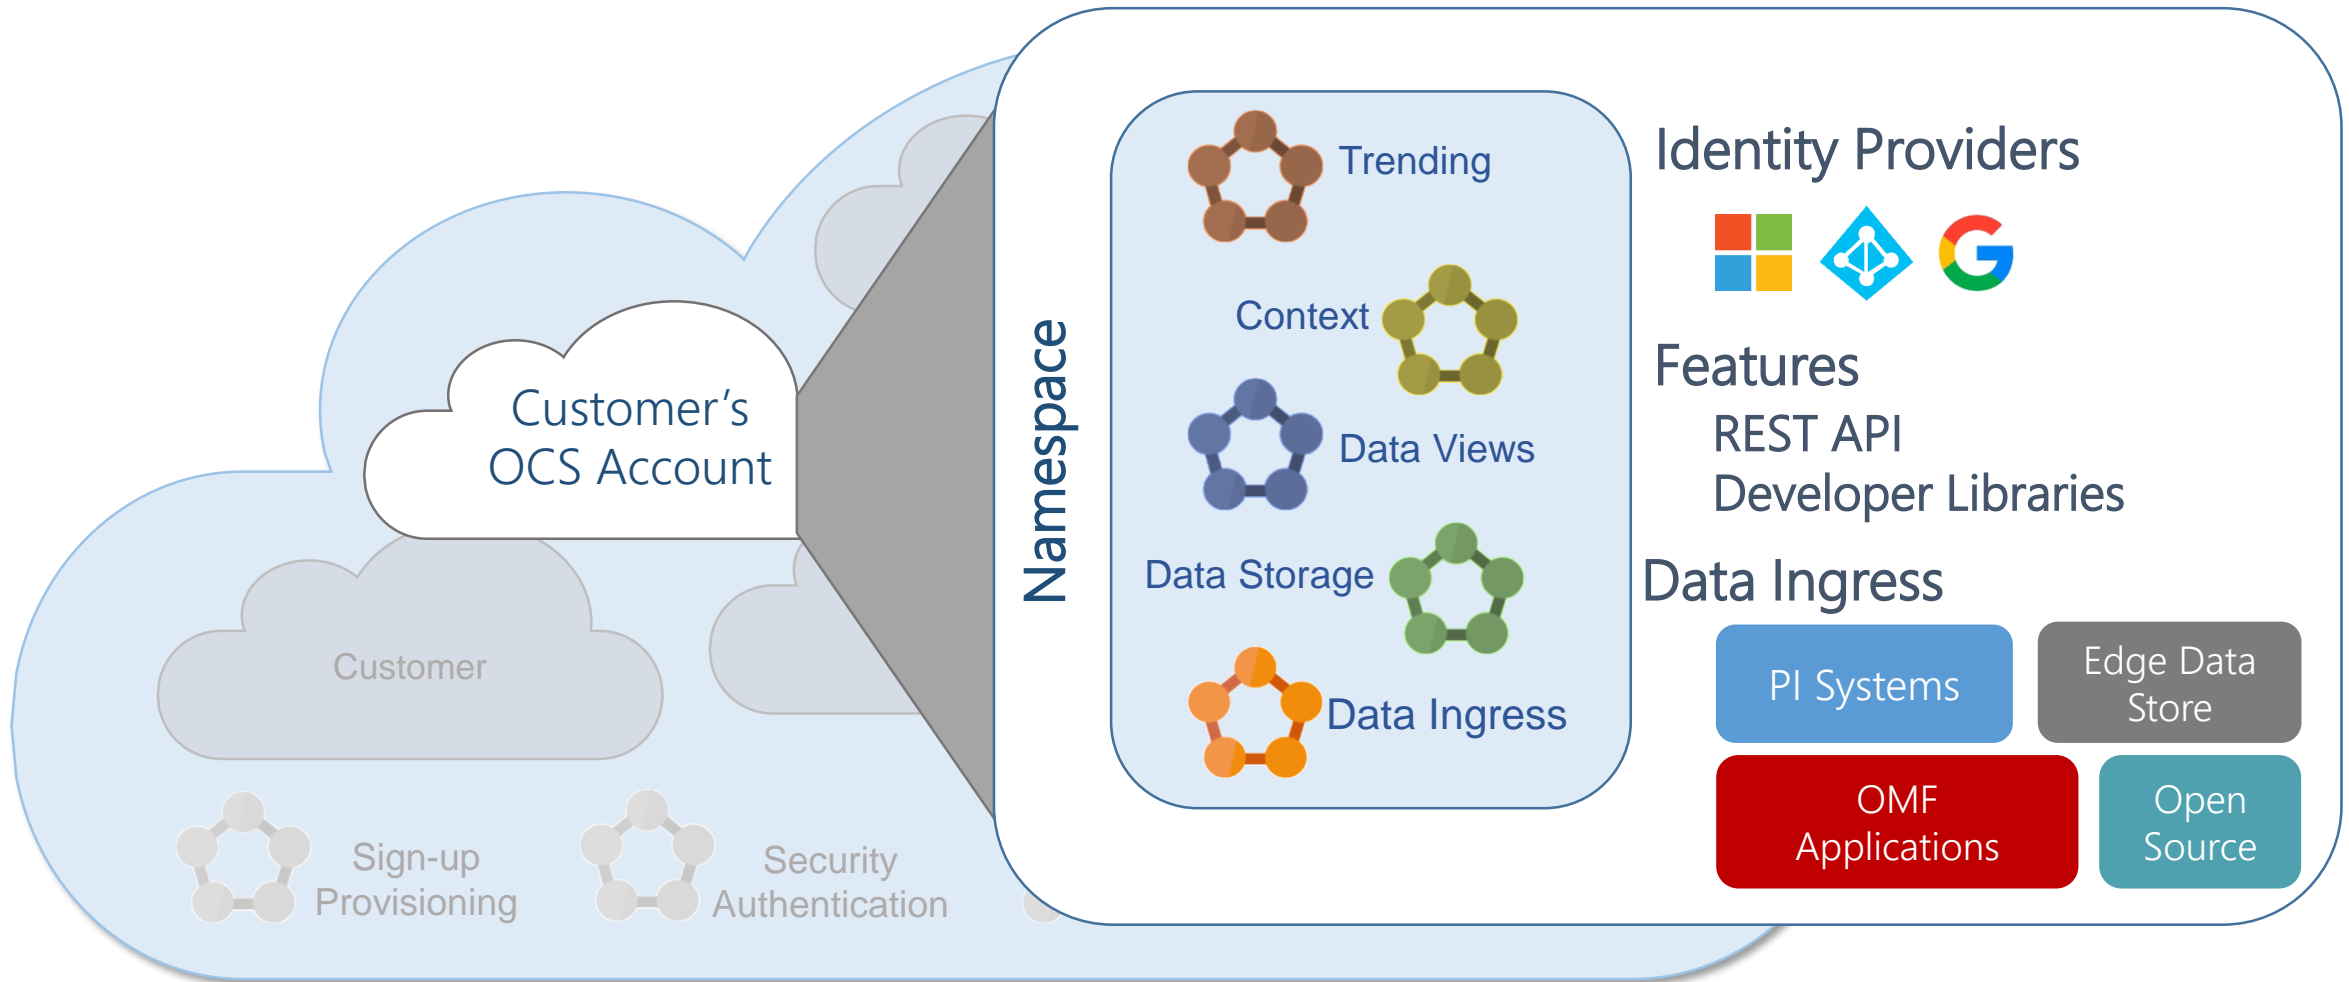 Customer's
OCS Account
Customer
Sign-up
Provisioning
Security
Authentication
Namespace
Trending
Context
Data Views
Data Storage
Data Ingress
Identity Providers
Features
REST API
Developer Libraries
Data Ingress
PI Systems
Edge Data
Store
OMF
Applications
Open
Source